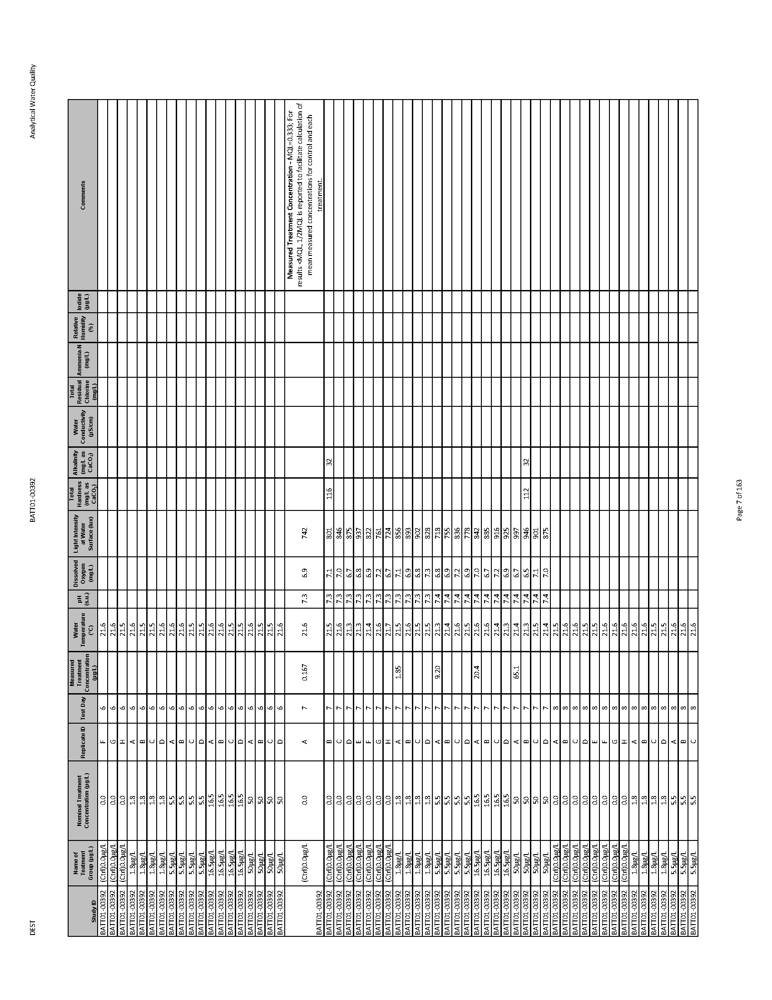 DEST BATT01-00392 Analytical Water Quality
Study ID | Name of Treatment Group (µg/L) | Nominal Treatment Concentration (µg/L) | Replicate ID | Test Day | Measured Treatment Concentration (µg/L) | Water Temperature (°C) | pH (s.u.) | Dissolved Oxygen (mg/L) | Light Intensity at Water Surface (lux) | Total Hardness (mg/L as CaCO₃) | Alkalinity (mg/L as CaCO₃) | Water Conductivity (µS/cm) | Total Residual Chlorine (mg/L) | Ammonia-N (mg/L) | Relative Humidity (%) | Iodide (µg/L) | Comments
BATT01-00392 (Ctrl)0.0µg/L 0.0 F 6 21.6
BATT01-00392 (Ctrl)0.0µg/L 0.0 G 6 21.6
BATT01-00392 (Ctrl)0.0µg/L 0.0 H 6 21.5
BATT01-00392 1.8µg/L 1.8 A 6 21.6
BATT01-00392 1.8µg/L 1.8 B 6 21.5
BATT01-00392 1.8µg/L 1.8 C 6 21.5
BATT01-00392 1.8µg/L 1.8 D 6 21.6
BATT01-00392 5.5µg/L 5.5 A 6 21.6
BATT01-00392 5.5µg/L 5.5 B 6 21.6
BATT01-00392 5.5µg/L 5.5 C 6 21.5
BATT01-00392 5.5µg/L 5.5 D 6 21.5
BATT01-00392 16.5µg/L 16.5 A 6 21.6
BATT01-00392 16.5µg/L 16.5 B 6 21.6
BATT01-00392 16.5µg/L 16.5 C 6 21.5
BATT01-00392 16.5µg/L 16.5 D 6 21.5
BATT01-00392 50µg/L 50 A 6 21.6
BATT01-00392 50µg/L 50 B 6 21.5
BATT01-00392 50µg/L 50 C 6 21.5
BATT01-00392 50µg/L 50 D 6 21.6
BATT01-00392 (Ctrl)0.0µg/L 0.0 A 7 0.167 21.6 7.3 6.9 742 Measured Treatment Concentration - MQL=0.333; For
results <MQL, 1/2MQL is reported to facilitate calculation of
mean measured concentrations for control and each
treatment.
BATT01-00392 (Ctrl)0.0µg/L 0.0 B 7 21.5 7.3 7.1 801 116 32
BATT01-00392 (Ctrl)0.0µg/L 0.0 C 7 21.6 7.3 7.0 846
BATT01-00392 (Ctrl)0.0µg/L 0.0 D 7 21.3 7.3 6.7 875
BATT01-00392 (Ctrl)0.0µg/L 0.0 E 7 21.3 7.3 6.8 937
BATT01-00392 (Ctrl)0.0µg/L 0.0 F 7 21.4 7.3 6.9 822
BATT01-00392 (Ctrl)0.0µg/L 0.0 G 7 21.6 7.3 7.2 761
BATT01-00392 (Ctrl)0.0µg/L 0.0 H 7 21.7 7.3 6.7 724
BATT01-00392 1.8µg/L 1.8 A 7 1.85 21.5 7.3 7.1 856
BATT01-00392 1.8µg/L 1.8 B 7 21.6 7.3 6.9 893
BATT01-00392 1.8µg/L 1.8 C 7 21.5 7.3 6.8 902
BATT01-00392 1.8µg/L 1.8 D 7 21.5 7.3 7.3 828
BATT01-00392 5.5µg/L 5.5 A 7 9.20 21.3 7.4 6.8 718
BATT01-00392 5.5µg/L 5.5 B 7 21.4 7.4 6.9 755
BATT01-00392 5.5µg/L 5.5 C 7 21.6 7.4 7.2 836
BATT01-00392 5.5µg/L 5.5 D 7 21.5 7.4 6.9 778
BATT01-00392 16.5µg/L 16.5 A 7 20.4 21.6 7.4 7.0 842
BATT01-00392 16.5µg/L 16.5 B 7 21.6 7.4 6.7 885
BATT01-00392 16.5µg/L 16.5 C 7 21.4 7.4 7.2 916
BATT01-00392 16.5µg/L 16.5 D 7 21.3 7.4 6.9 925
BATT01-00392 50µg/L 50 A 7 65.1 21.4 7.4 6.7 997
BATT01-00392 50µg/L 50 B 7 21.3 7.4 6.5 946 112 32
BATT01-00392 50µg/L 50 C 7 21.5 7.4 7.1 901
BATT01-00392 50µg/L 50 D 7 21.4 7.4 7.0 875
BATT01-00392 (Ctrl)0.0µg/L 0.0 A 8 21.5
BATT01-00392 (Ctrl)0.0µg/L 0.0 B 8 21.6
BATT01-00392 (Ctrl)0.0µg/L 0.0 C 8 21.6
BATT01-00392 (Ctrl)0.0µg/L 0.0 D 8 21.5
BATT01-00392 (Ctrl)0.0µg/L 0.0 E 8 21.5
BATT01-00392 (Ctrl)0.0µg/L 0.0 F 8 21.6
BATT01-00392 (Ctrl)0.0µg/L 0.0 G 8 21.6
BATT01-00392 (Ctrl)0.0µg/L 0.0 H 8 21.6
BATT01-00392 1.8µg/L 1.8 A 8 21.6
BATT01-00392 1.8µg/L 1.8 B 8 21.6
BATT01-00392 1.8µg/L 1.8 C 8 21.5
BATT01-00392 1.8µg/L 1.8 D 8 21.5
BATT01-00392 5.5µg/L 5.5 A 8 21.6
BATT01-00392 5.5µg/L 5.5 B 8 21.6
BATT01-00392 5.5µg/L 5.5 C 8 21.6
Page 7 of 163